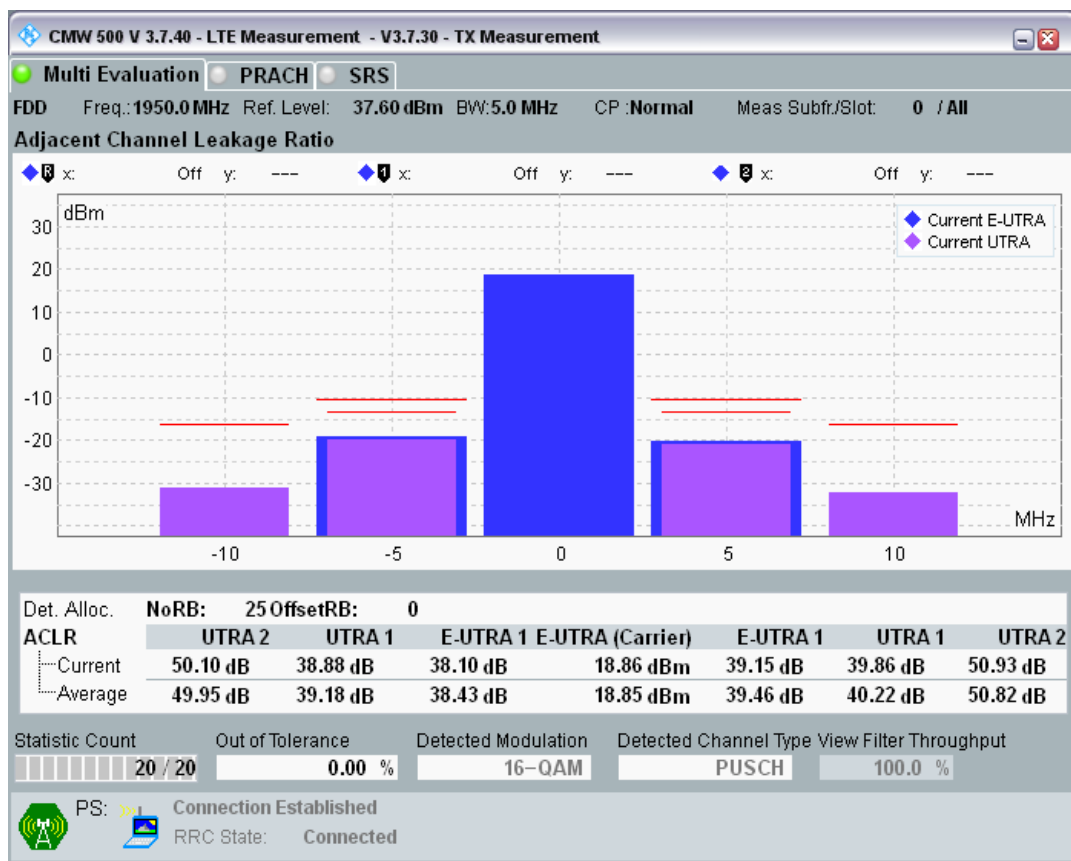 CMW 500 V 3.7.40 - LTE Measurement - V3.7.30 - TX Measurement
Multi Evaluation PRACH SRS
FDD Freq.: 1950.0 MHz Ref. Level: 37.60 dBm BW: 5.0 MHz CP : Normal Meas Subfr./Slot: 0 / All
Adjacent Channel Leakage Ratio
R x: Off y: --- 1 x: Off y: --- 2 x: Off y: ---
dBm
Current E-UTRA
Current UTRA
30
20
10
0
-10
-20
-30
MHz
-10 -5 0 5 10
Det. Alloc. NoRB: 25 OffsetRB: 0
ACLR UTRA 2 UTRA 1 E-UTRA 1 E-UTRA (Carrier) E-UTRA 1 UTRA 1 UTRA 2
Current 50.10 dB 38.88 dB 38.10 dB 18.86 dBm 39.15 dB 39.86 dB 50.93 dB
Average 49.95 dB 39.18 dB 38.43 dB 18.85 dBm 39.46 dB 40.22 dB 50.82 dB
Statistic Count Out of Tolerance Detected Modulation Detected Channel Type View Filter Throughput
20 / 20 0.00 % 16-QAM PUSCH 100.0 %
PS: Connection Established
RRC State: Connected